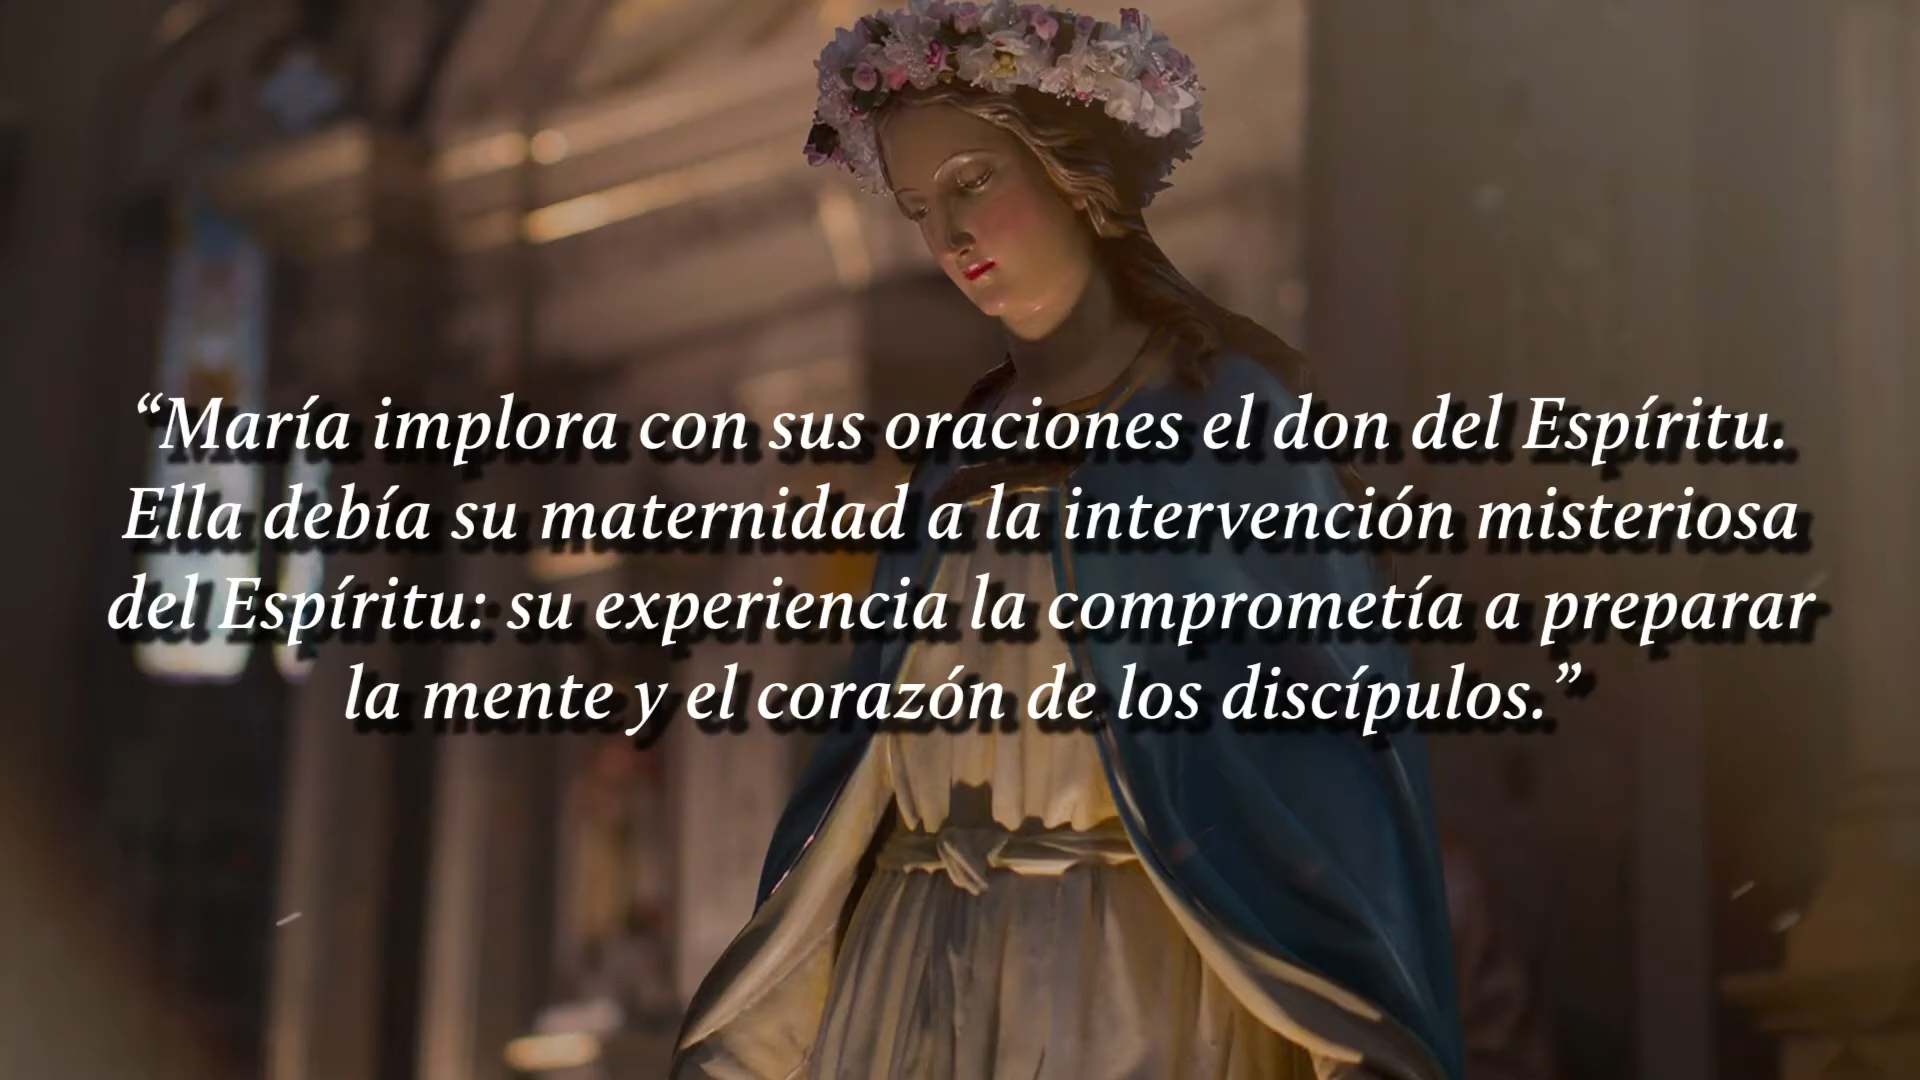 “María implora con sus oraciones el don del Espíritu.
Ella debía su maternidad a la intervención misteriosa
del Espíritu: su experiencia la comprometía a preparar
la mente y el corazón de los discípulos.”